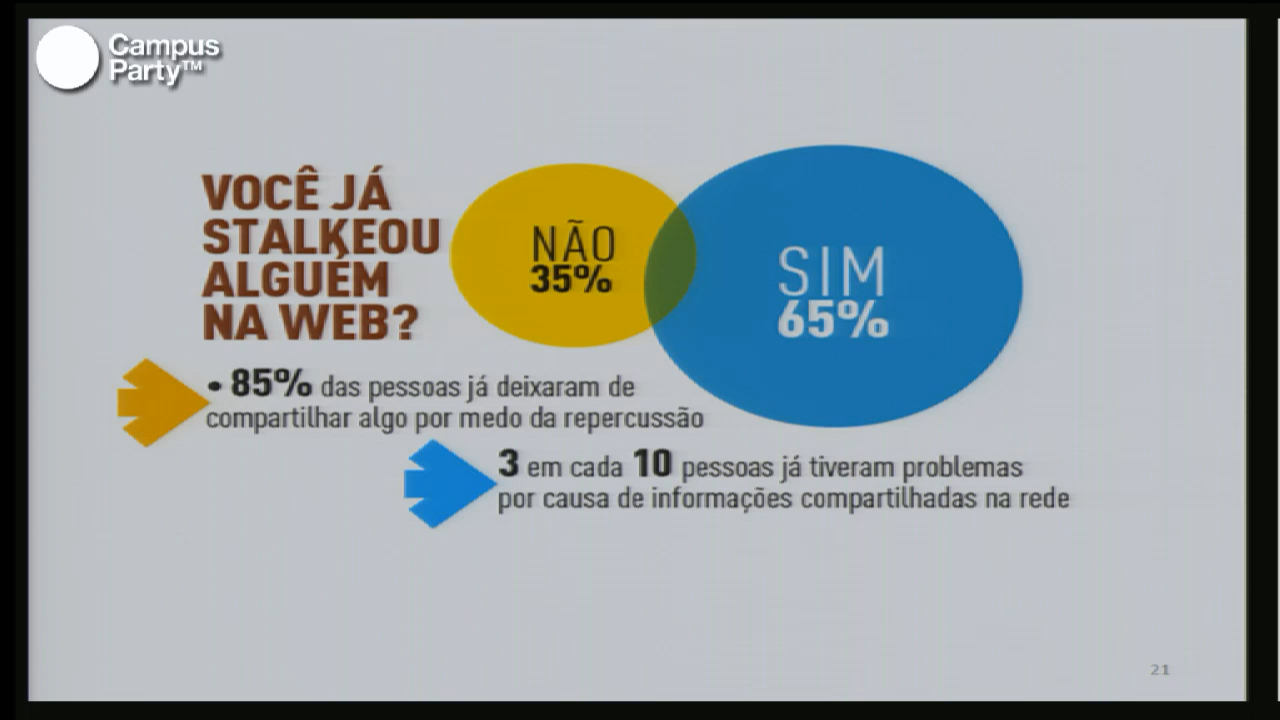 Campus
Party™
VOCÊ JÁ
STALKEOU
ALGUÉM
NA WEB?
NÃO
35%
SIM
65%
• 85% das pessoas já deixaram de
compartilhar algo por medo da repercussão
3 em cada 10 pessoas já tiveram problemas
por causa de informações compartilhadas na rede
21